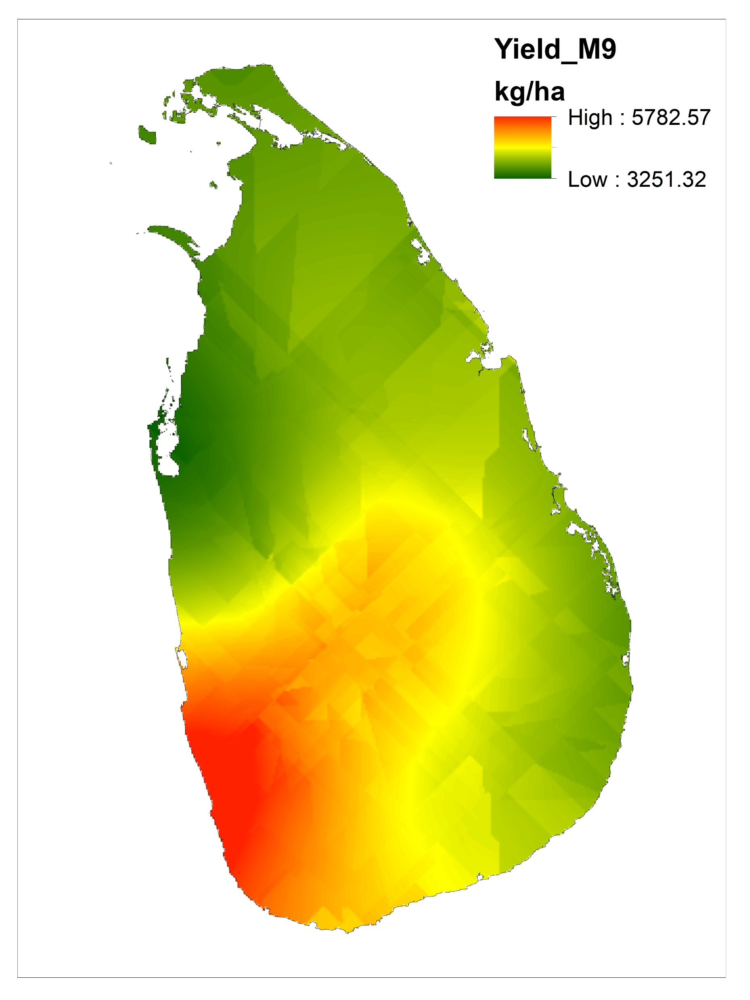 Yield_M9
kg/ha
High : 5782.57
Low : 3251.32